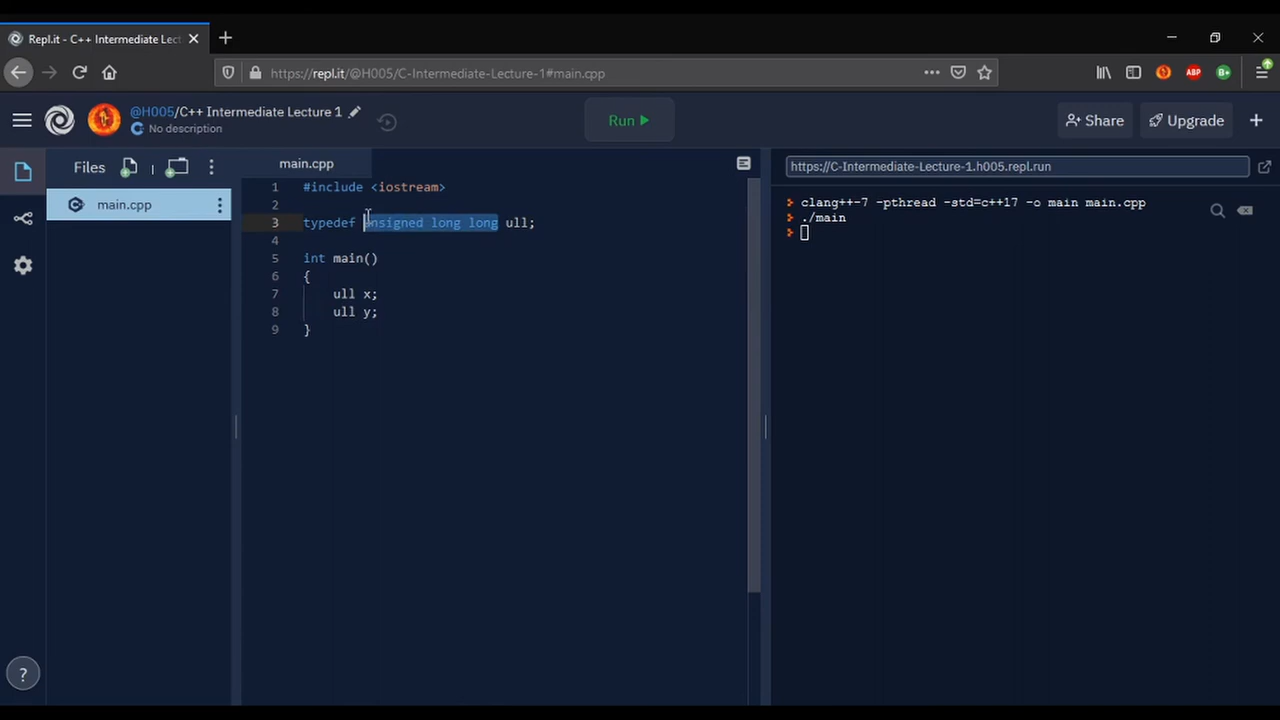 Repl.it - C++ Intermediate Lect
https://repl.it/@H005/C-Intermediate-Lecture-1#main.cpp
ABP
B+
@H005/C++ Intermediate Lecture 1
No description
Run
Share
Upgrade
Files
main.cpp
main.cpp
1 #include <iostream>
2
3 typedef unsigned long long ull;
4
5 int main()
6 {
7 ull x;
8 ull y;
9 }
https://C-Intermediate-Lecture-1.h005.repl.run
clang++-7 -pthread -std=c++17 -o main main.cpp
./main
?